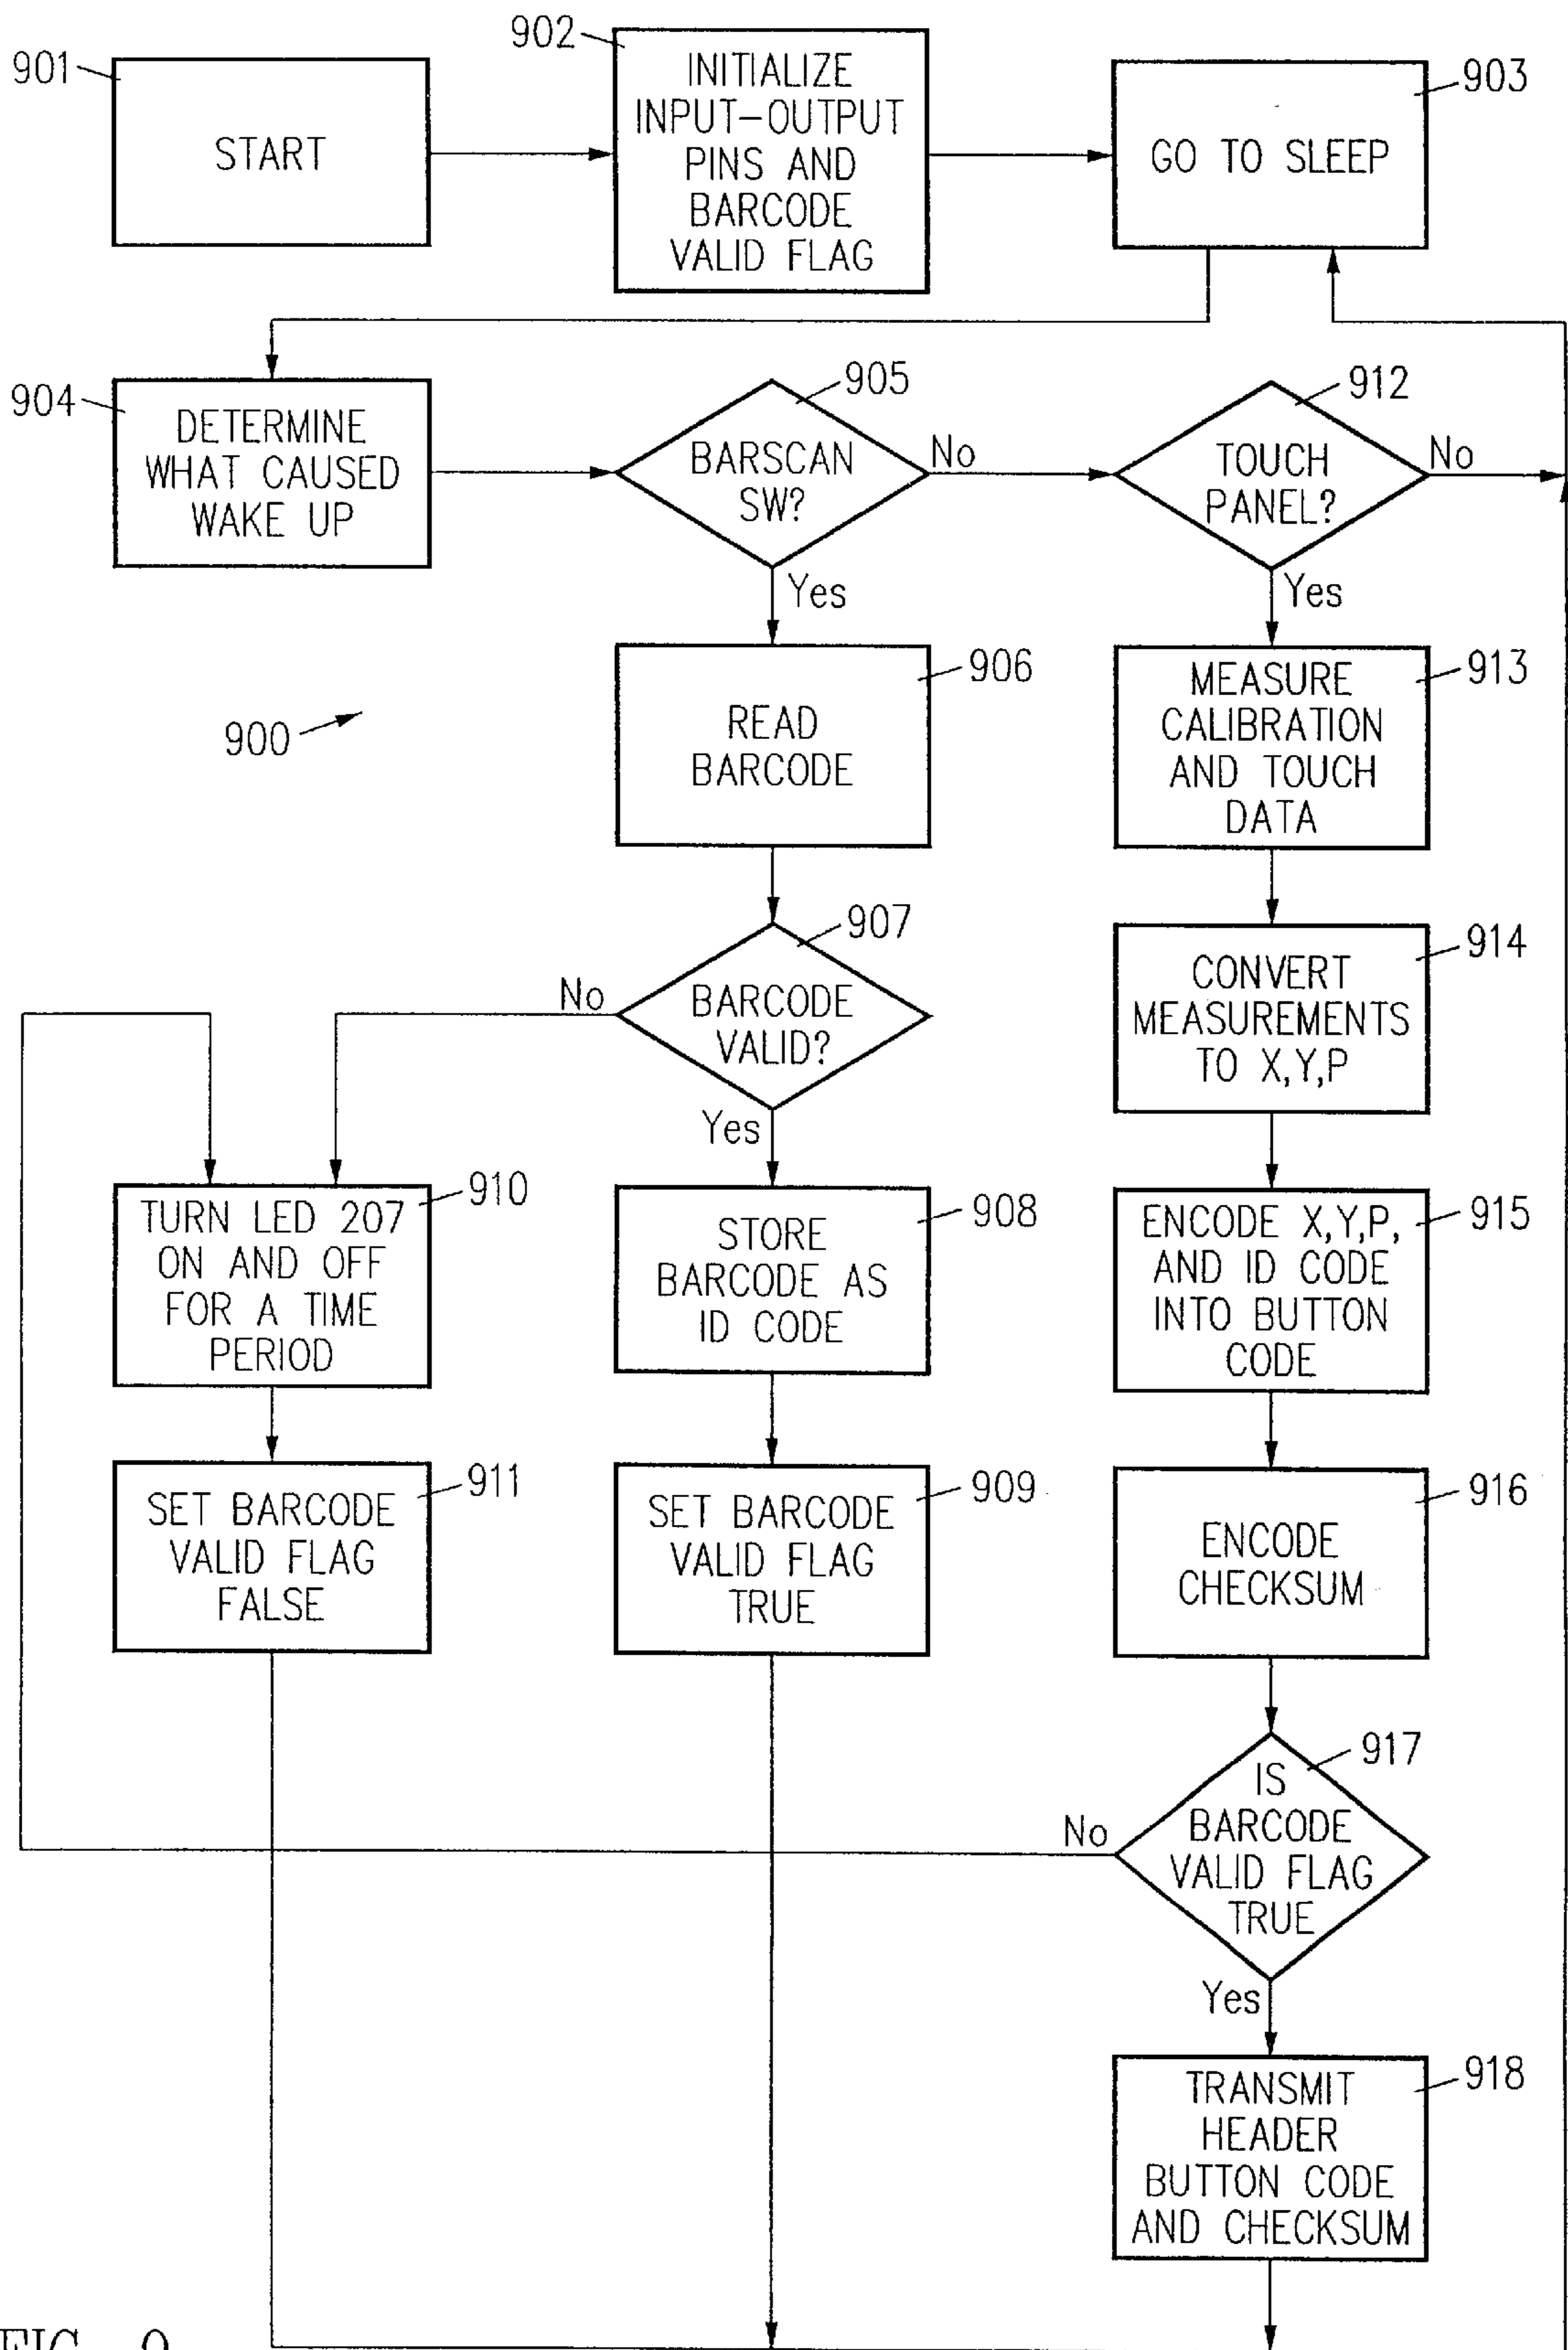 901
START
902
INITIALIZE
INPUT-OUTPUT
PINS AND
BARCODE
VALID FLAG
903
GO TO SLEEP
904
DETERMINE
WHAT CAUSED
WAKE UP
905
BARSCAN
SW?
No
Yes
912
TOUCH
PANEL?
No
Yes
900
906
READ
BARCODE
913
MEASURE
CALIBRATION
AND TOUCH
DATA
907
BARCODE
VALID?
No
Yes
914
CONVERT
MEASUREMENTS
TO X,Y,P
910
TURN LED 207
ON AND OFF
FOR A TIME
PERIOD
908
STORE
BARCODE AS
ID CODE
915
ENCODE X,Y,P,
AND ID CODE
INTO BUTTON
CODE
911
SET BARCODE
VALID FLAG
FALSE
909
SET BARCODE
VALID FLAG
TRUE
916
ENCODE
CHECKSUM
917
IS
BARCODE
VALID FLAG
TRUE
No
Yes
918
TRANSMIT
HEADER
BUTTON CODE
AND CHECKSUM
FIG. 9